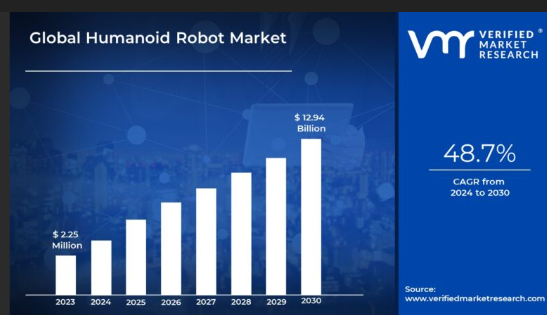 Global Humanoid Robot Market
VERIFIED®
MARKET
RESEARCH
$ 12.94
Billion
$ 2.25
Million
2023 2024 2025 2026 2027 2028 2029 2030
48.7%
CAGR from
2024 to 2030
Source:
www.verifiedmarketresearch.com